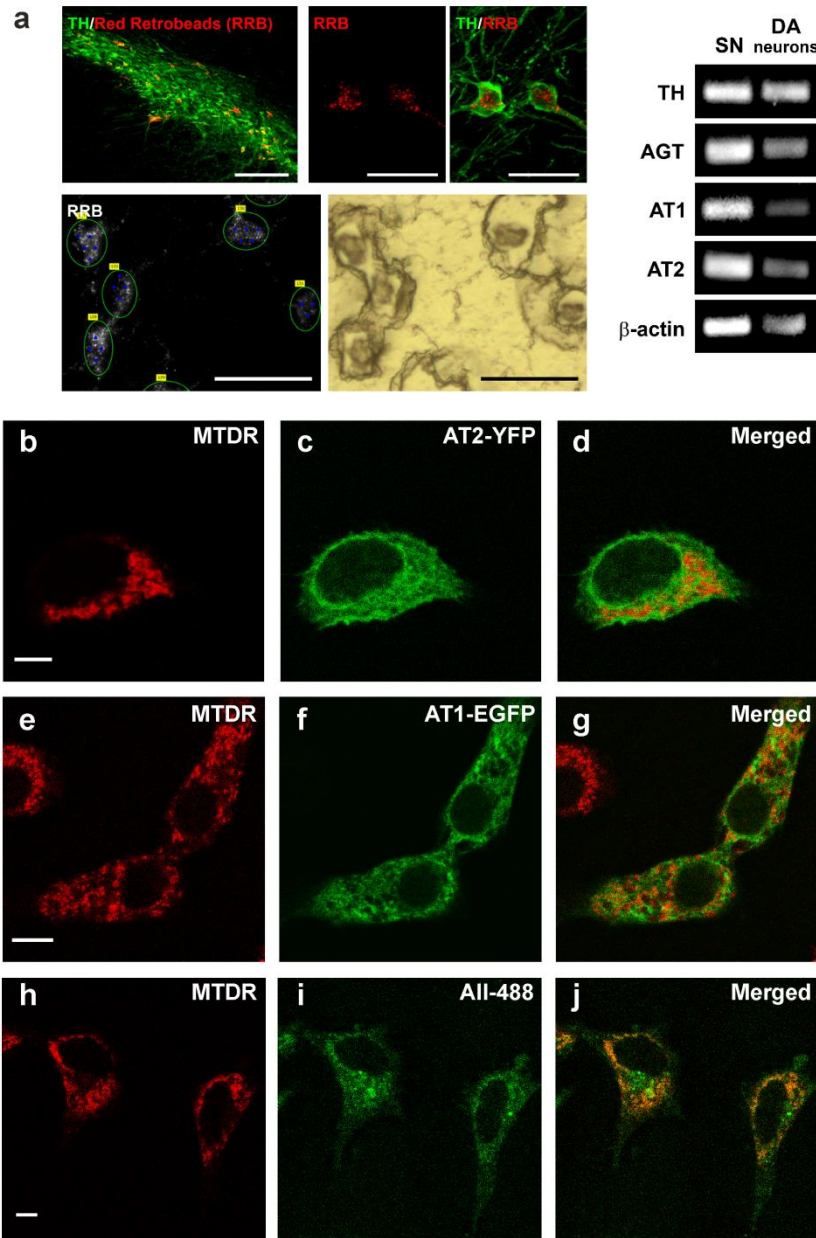 a
TH/Red Retrobeads (RRB)
RRB
TH/RRB
RRB
SN
DA
neurons
TH
AGT
AT1
AT2
β-actin
b
MTDR
c
AT2-YFP
d
Merged
e
MTDR
f
AT1-EGFP
g
Merged
h
MTDR
i
AII-488
j
Merged